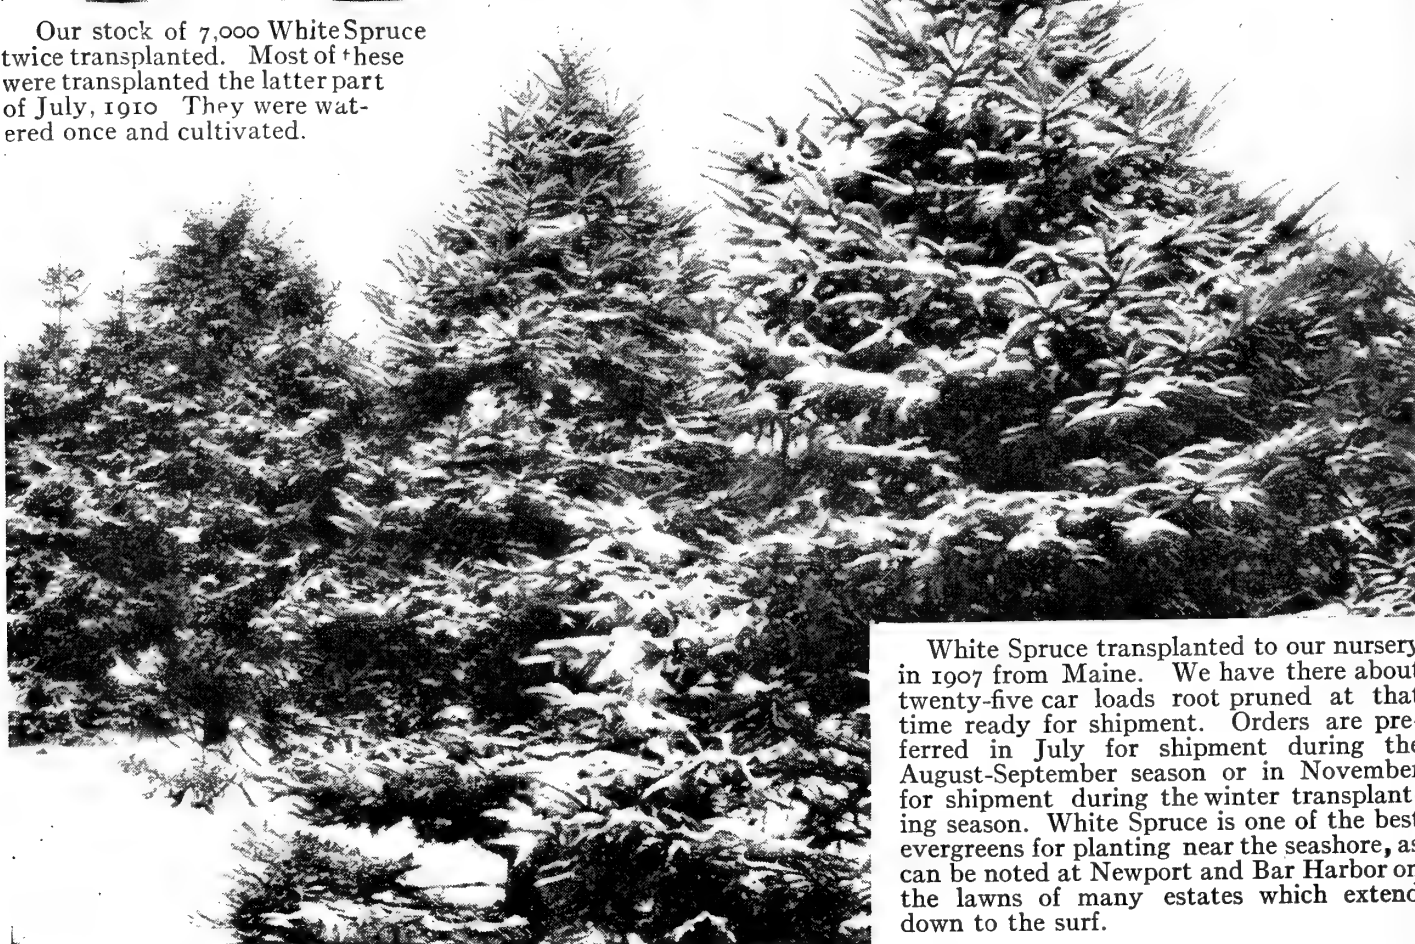 Our stock of 7,000 White Spruce
twice transplanted. Most of these
were transplanted the latter part
of July, 1910 They were wat-
ered once and cultivated.
White Spruce transplanted to our nursery
in 1907 from Maine. We have there about
twenty-five car loads root pruned at that
time ready for shipment. Orders are pre
ferred in July for shipment during the
August-September season or in November
for shipment during the winter transplant
ing season. White Spruce is one of the best
evergreens for planting near the seashore, as
can be noted at Newport and Bar Harbor on
the lawns of many estates which extend
down to the surf.